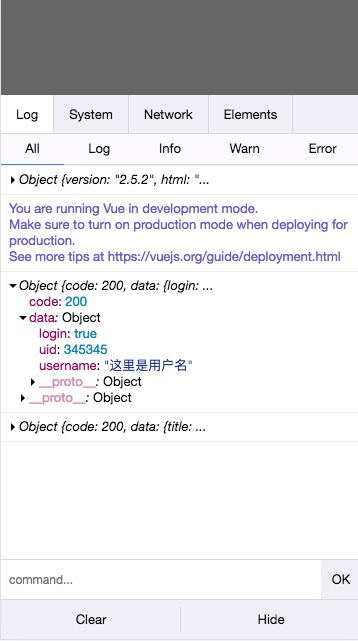 Log System Network Elements
All Log Info Warn Error
Object {version: "2.5.2", html: "...
You are running Vue in development mode.
Make sure to turn on production mode when deploying for
production.
See more tips at https://vuejs.org/guide/deployment.html
Object {code: 200, data: {login: ...
code: 200
data: Object
login: true
uid: 345345
username: "这里是用户名"
__proto__: Object
__proto__: Object
Object {code: 200, data: {title: ...
command... OK
Clear Hide